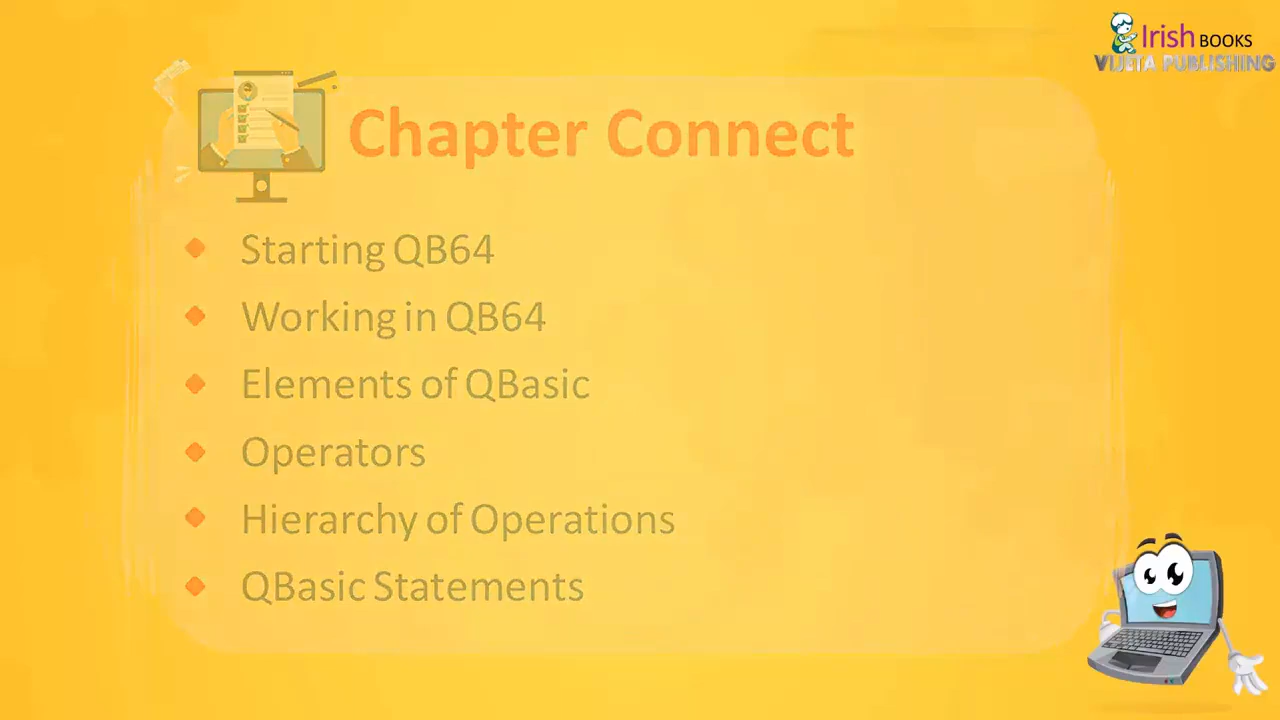 Irish BOOKS
VIJETA PUBLISHING
Chapter Connect
Starting QB64
Working in QB64
Elements of QBasic
Operators
Hierarchy of Operations
QBasic Statements